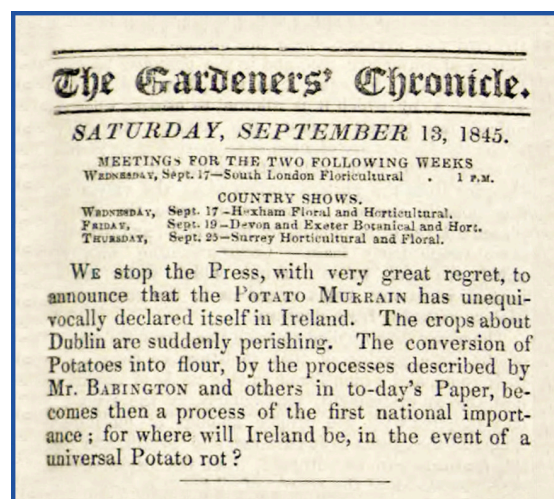 The Gardeners' Chronicle.
SATURDAY, SEPTEMBER 13, 1845.
MEETINGS FOR THE TWO FOLLOWING WEEKS
WEDNESDAY, Sept. 17—South London Floricultural . 1 P.M.
COUNTRY SHOWS.
WEDNESDAY, Sept. 17—Hexham Floral and Horticultural.
FRIDAY, Sept. 19—Devon and Exeter Botanical and Hort.
THURSDAY, Sept. 25—Surrey Horticultural and Floral.
WE stop the Press, with very great regret, to
announce that the POTATO MURRAIN has unequi-
vocally declared itself in Ireland. The crops about
Dublin are suddenly perishing. The conversion of
Potatoes into flour, by the processes described by
Mr. BABINGTON and others in to-day's Paper, be-
comes then a process of the first national import-
ance ; for where will Ireland be, in the event of a
universal Potato rot ?